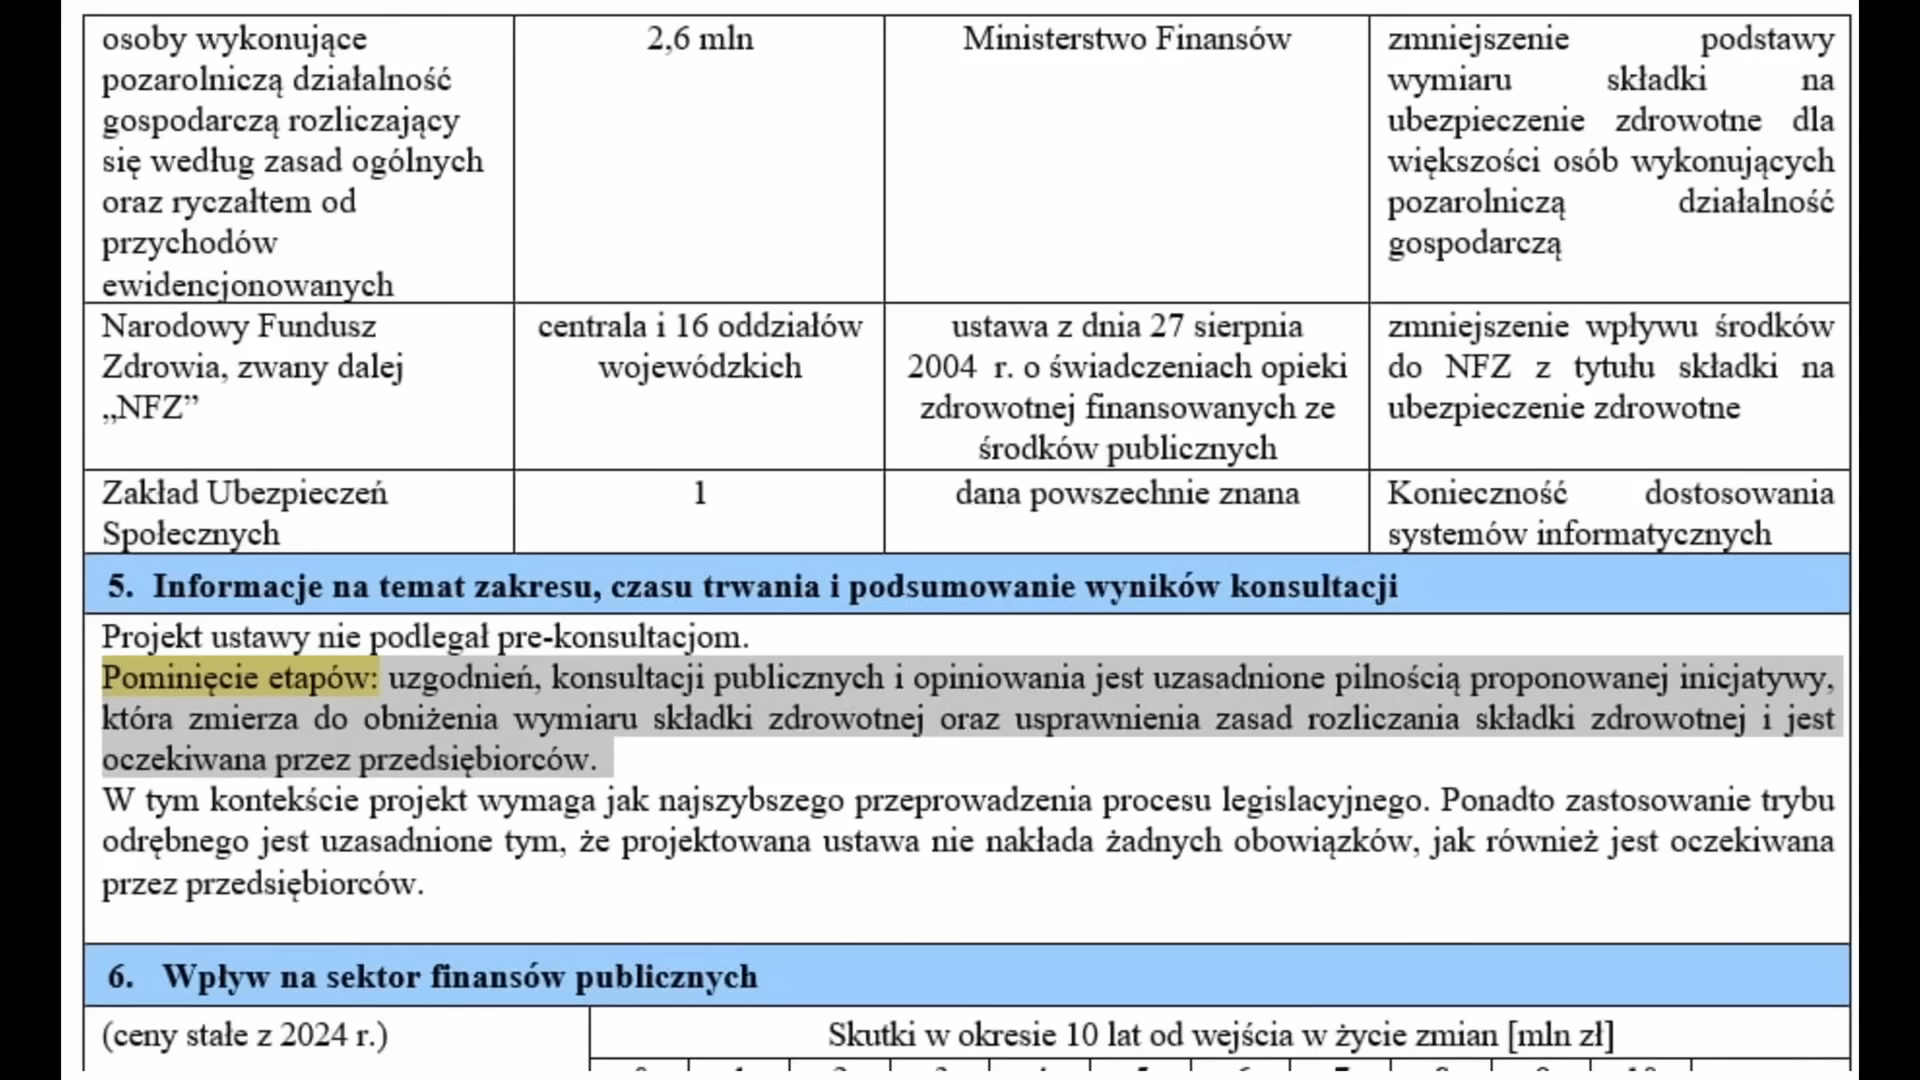 osoby wykonujące
pozarolniczą działalność
gospodarczą rozliczający
się według zasad ogólnych
oraz ryczałtem od
przychodów
ewidencjonowanych
2,6 mln
Ministerstwo Finansów
zmniejszenie podstawy
wymiaru składki na
ubezpieczenie zdrowotne dla
większości osób wykonujących
pozarolniczą działalność
gospodarczą
Narodowy Fundusz
Zdrowia, zwany dalej
„NFZ”
centrala i 16 oddziałów
wojewódzkich
ustawa z dnia 27 sierpnia
2004 r. o świadczeniach opieki
zdrowotnej finansowanych ze
środków publicznych
zmniejszenie wpływu środków
do NFZ z tytułu składki na
ubezpieczenie zdrowotne
Zakład Ubezpieczeń
Społecznych
1
dana powszechnie znana
Konieczność dostosowania
systemów informatycznych
5. Informacje na temat zakresu, czasu trwania i podsumowanie wyników konsultacji
Projekt ustawy nie podlegał pre-konsultacjom.
Pominięcie etapów: uzgodnień, konsultacji publicznych i opiniowania jest uzasadnione pilnością proponowanej inicjatywy,
która zmierza do obniżenia wymiaru składki zdrowotnej oraz usprawnienia zasad rozliczania składki zdrowotnej i jest
oczekiwana przez przedsiębiorców.
W tym kontekście projekt wymaga jak najszybszego przeprowadzenia procesu legislacyjnego. Ponadto zastosowanie trybu
odrębnego jest uzasadnione tym, że projektowana ustawa nie nakłada żadnych obowiązków, jak również jest oczekiwana
przez przedsiębiorców.
6. Wpływ na sektor finansów publicznych
(ceny stałe z 2024 r.)
Skutki w okresie 10 lat od wejścia w życie zmian [mln zł]